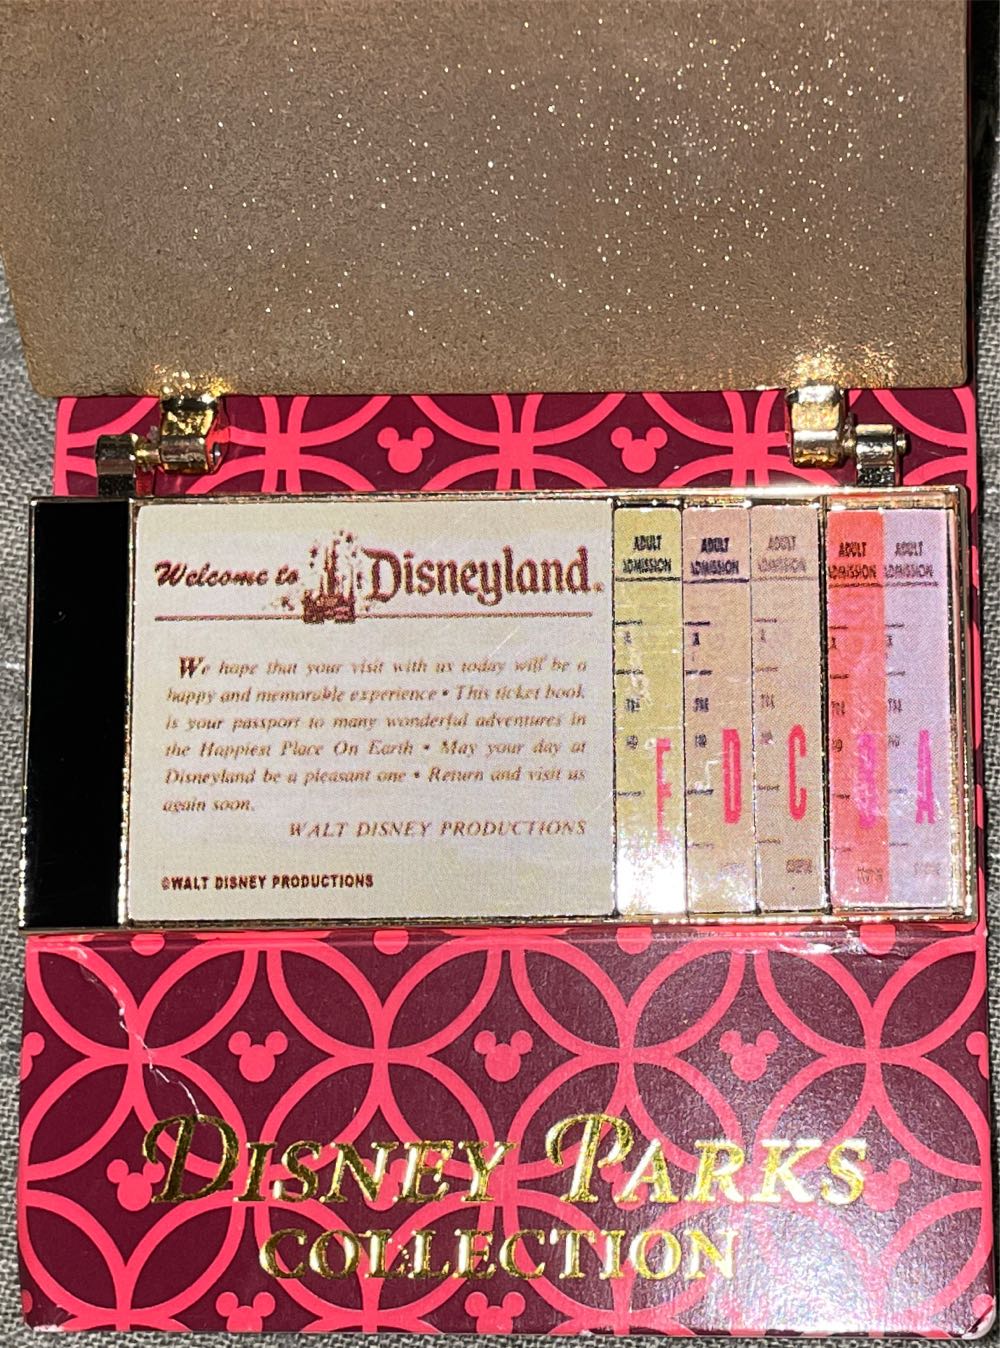 Welcome to Disneyland.
We hope that your visit with us today will be a
happy and memorable experience • This ticket book
is your passport to many wonderful adventures in
the Happiest Place On Earth • May your day at
Disneyland be a pleasant one • Return and visit us
again soon.
WALT DISNEY PRODUCTIONS
©WALT DISNEY PRODUCTIONS
ADULT
ADMISSION
E
ADULT
ADMISSION
D
ADULT
ADMISSION
C
ADULT
ADMISSION
ADULT
ADMISSION
A
DISNEY PARKS
COLLECTION